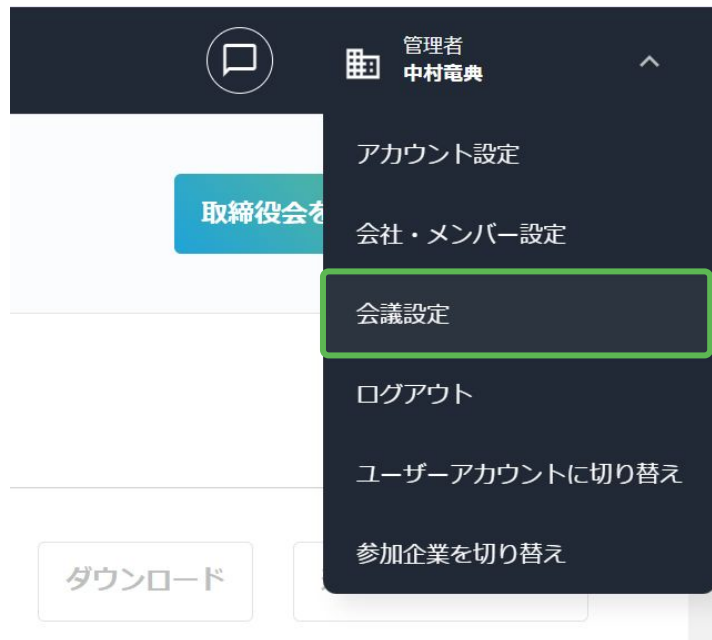 管理者
中村竜典
アカウント設定
取締役会を
会社・メンバー設定
会議設定
ログアウト
ユーザーアカウントに切り替え
参加企業を切り替え
ダウンロード